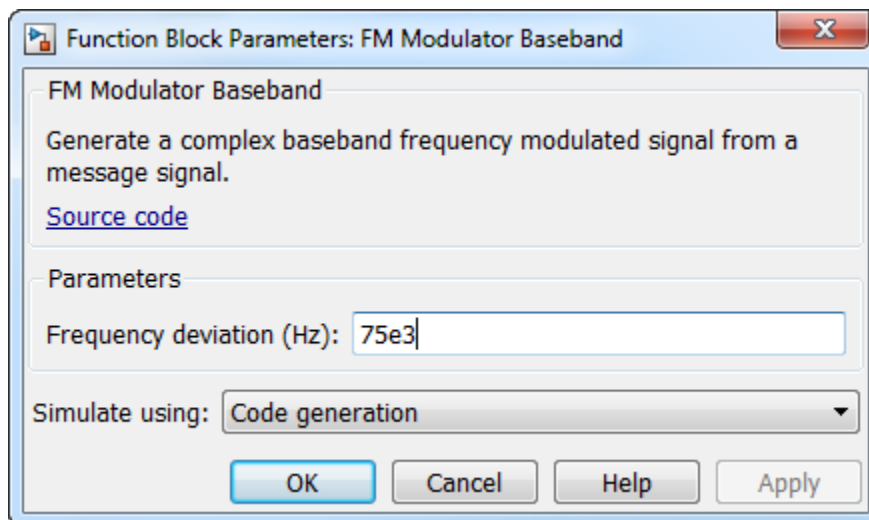 Function Block Parameters: FM Modulator Baseband
FM Modulator Baseband
Generate a complex baseband frequency modulated signal from a
message signal.
Source code
Parameters
Frequency deviation (Hz): 75e3
Simulate using: Code generation
OK Cancel Help Apply